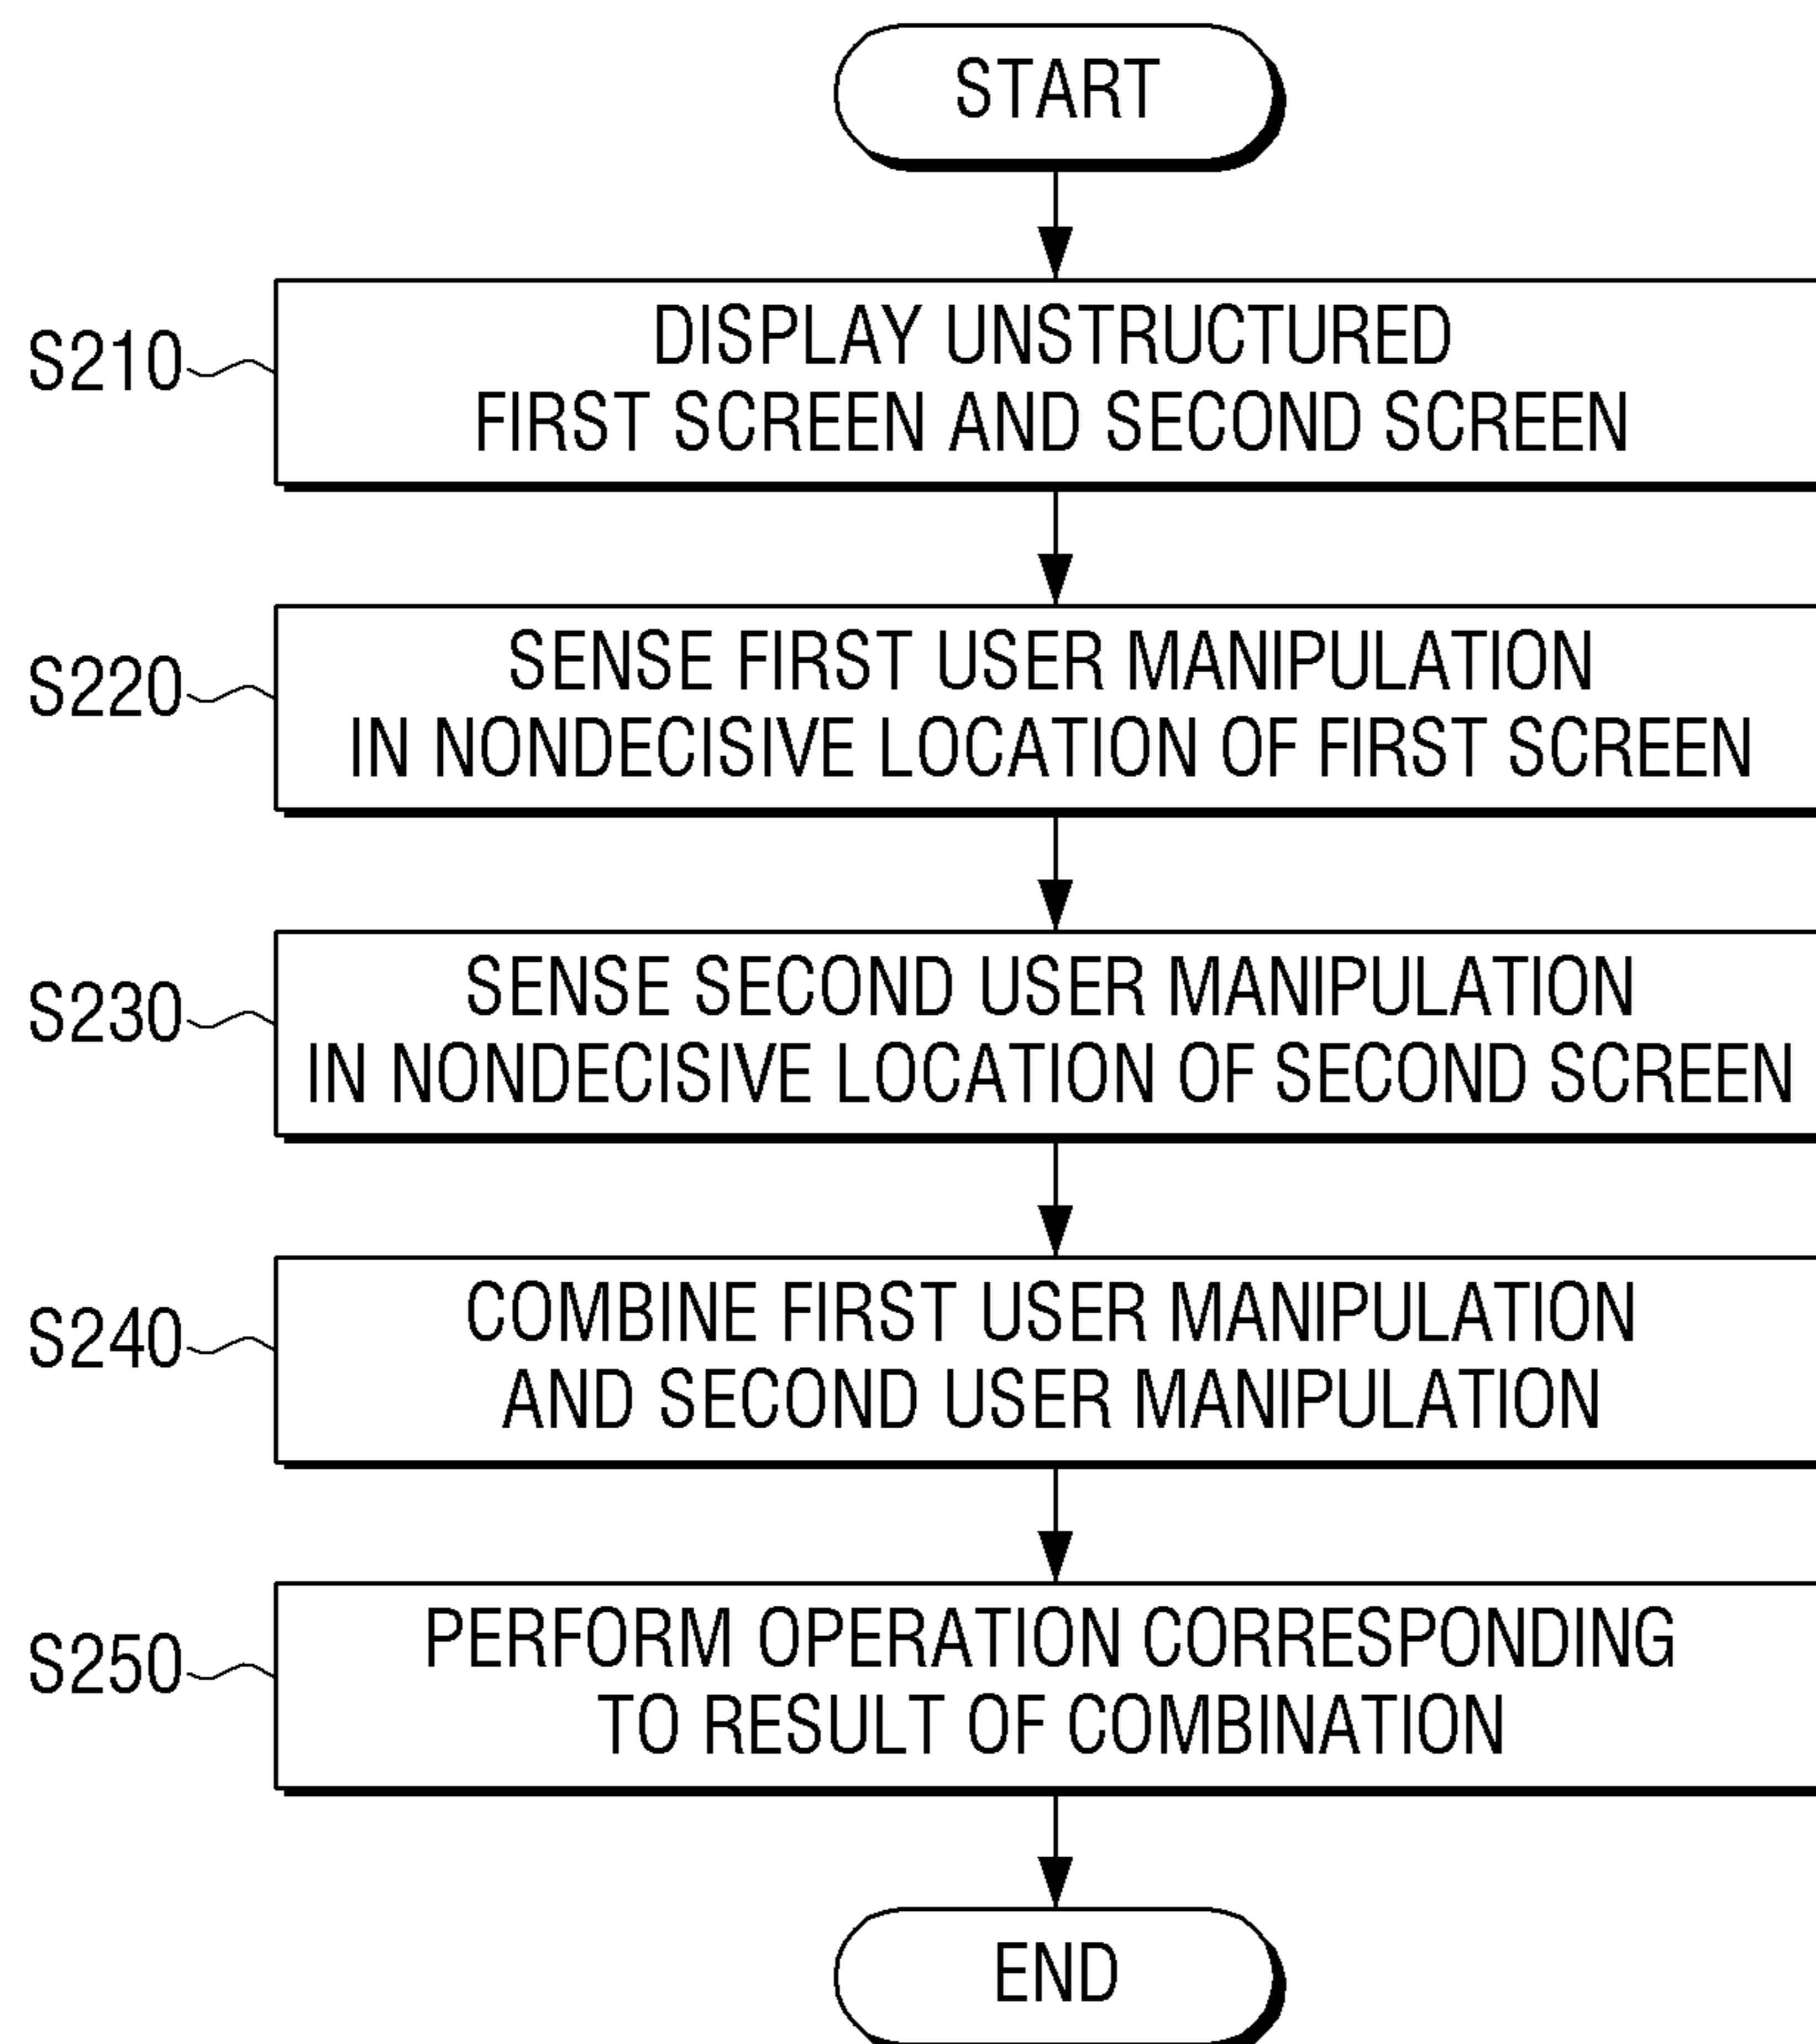 START
S210
DISPLAY UNSTRUCTURED
FIRST SCREEN AND SECOND SCREEN
S220
SENSE FIRST USER MANIPULATION
IN NONDECISIVE LOCATION OF FIRST SCREEN
S230
SENSE SECOND USER MANIPULATION
IN NONDECISIVE LOCATION OF SECOND SCREEN
S240
COMBINE FIRST USER MANIPULATION
AND SECOND USER MANIPULATION
S250
PERFORM OPERATION CORRESPONDING
TO RESULT OF COMBINATION
END